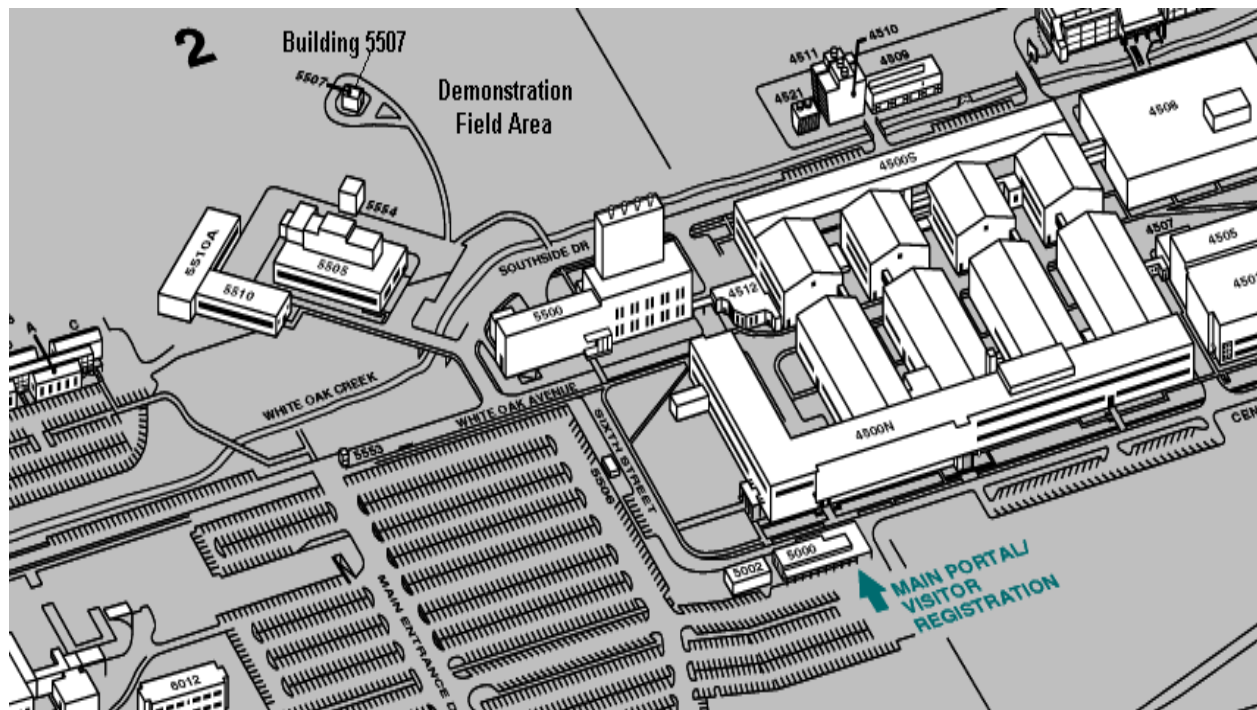 2
Building 5507
5507
Demonstration
Field Area
4511
4510
4509
4521
4508
4500S
5554
5510A
5505
5510
SOUTHSIDE DR
4507
4505
4512
5500
A
C
WHITE OAK CREEK
WHITE OAK AVENUE
4500N
5553
SIXTH STREET
5506
5000
5002
MAIN PORTAL/
VISITOR
REGISTRATION
MAIN ENTRANCE
6012